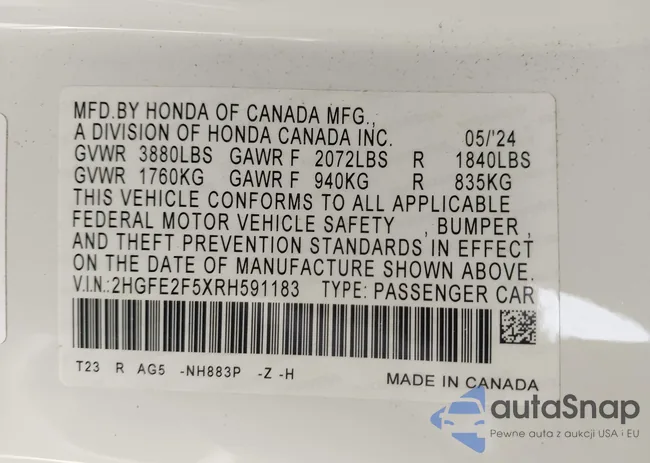 MFD.BY HONDA OF CANADA MFG.,
A DIVISION OF HONDA CANADA INC. 05/'24
GVWR 3880LBS GAWR F 2072LBS R 1840LBS
GVWR 1760KG GAWR F 940KG R 835KG
THIS VEHICLE CONFORMS TO ALL APPLICABLE
FEDERAL MOTOR VEHICLE SAFETY , BUMPER ,
AND THEFT PREVENTION STANDARDS IN EFFECT
ON THE DATE OF MANUFACTURE SHOWN ABOVE.
V.I.N.:2HGFE2F5XRH591183 TYPE: PASSENGER CAR
T23 R AG5 -NH883P -Z -H
MADE IN CANADA
autaSnap
Pewne auta z aukcji USA i EU